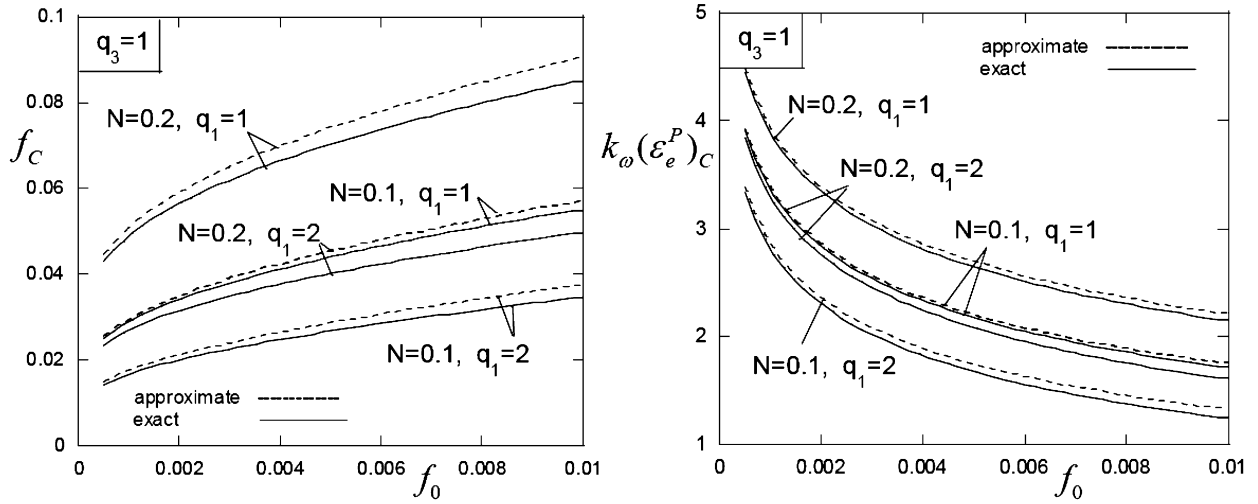 0.1
q3=1
0.08
N=0.2, q1=1
fC
0.06
N=0.1, q1=1
N=0.2, q1=2
0.04
N=0.1, q1=2
0.02
approximate
exact
0
0 0.002 0.004 0.006 0.008 0.01
f0
5
q3=1
approximate
exact
N=0.2, q1=1
4
kω(εeP)C
N=0.2, q1=2
3
N=0.1, q1=1
2
N=0.1, q1=2
1
0 0.002 0.004 0.006 0.008 0.01
f0